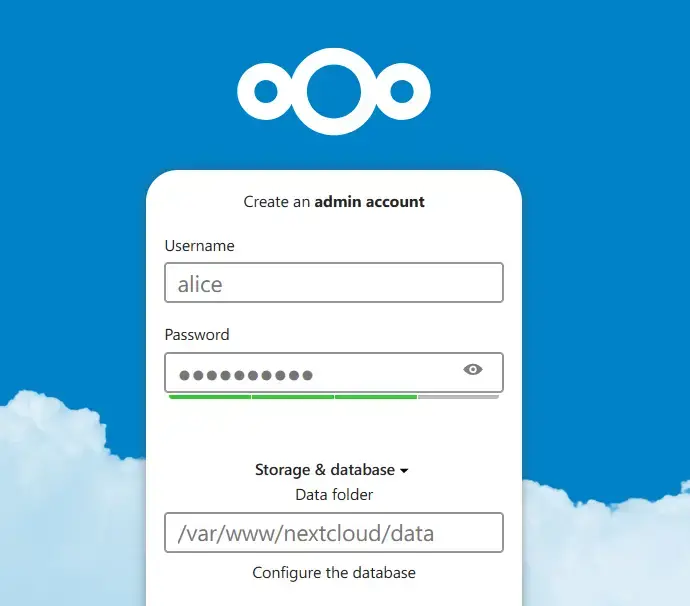 Create an admin account
Username
alice
Password
Storage & database
Data folder
/var/www/nextcloud/data
Configure the database